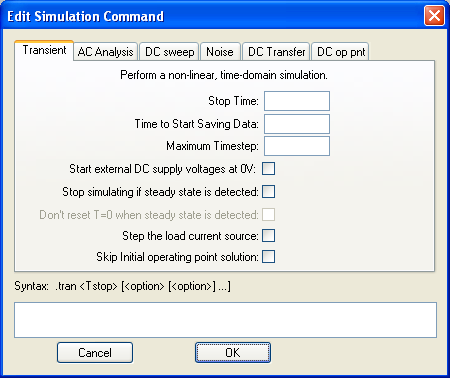 Edit Simulation Command
Transient AC Analysis DC sweep Noise DC Transfer DC op pnt
Perform a non-linear, time-domain simulation.
Stop Time:
Time to Start Saving Data:
Maximum Timestep:
Start external DC supply voltages at 0V:
Stop simulating if steady state is detected:
Don't reset T=0 when steady state is detected:
Step the load current source:
Skip Initial operating point solution:
Syntax: .tran <Tstop> [<option> [<option>] ...]
Cancel OK